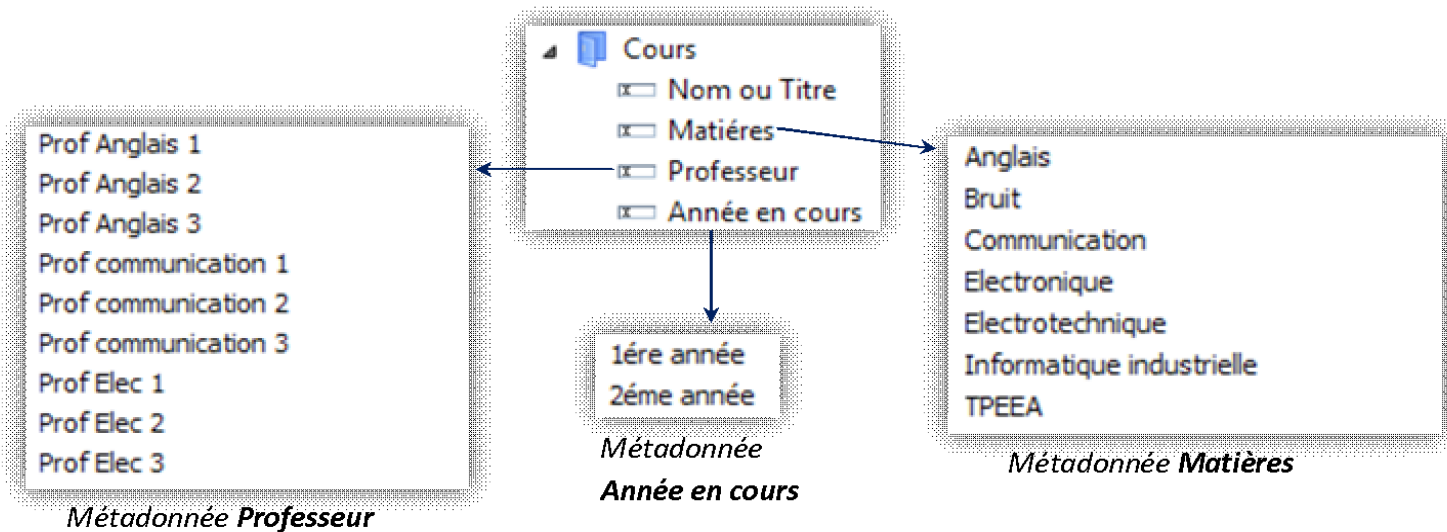 Cours
Nom ou Titre
Matiéres
Professeur
Année en cours
Prof Anglais 1
Prof Anglais 2
Prof Anglais 3
Prof communication 1
Prof communication 2
Prof communication 3
Prof Elec 1
Prof Elec 2
Prof Elec 3
Métadonnée Professeur
1ére année
2éme année
Métadonnée
Année en cours
Anglais
Bruit
Communication
Electronique
Electrotechnique
Informatique industrielle
TPEEA
Métadonnée Matières